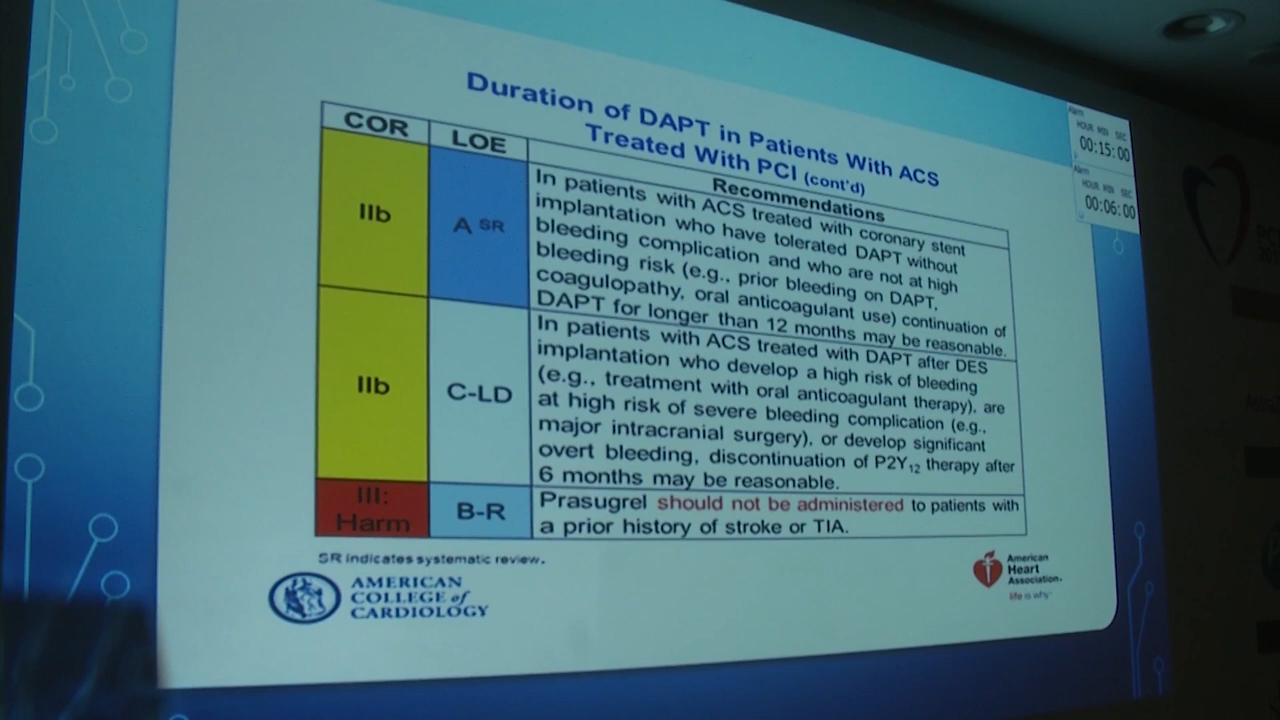 Duration of DAPT in Patients With ACS
Treated With PCI (cont'd)
COR
LOE
Recommendations
IIb
A SR
In patients with ACS treated with coronary stent
implantation who have tolerated DAPT without
bleeding complication and who are not at high
bleeding risk (e.g., prior bleeding on DAPT,
coagulopathy, oral anticoagulant use) continuation of
DAPT for longer than 12 months may be reasonable.
IIb
C-LD
In patients with ACS treated with DAPT after DES
implantation who develop a high risk of bleeding
(e.g., treatment with oral anticoagulant therapy), are
at high risk of severe bleeding complication (e.g.,
major intracranial surgery), or develop significant
overt bleeding, discontinuation of P2Y12 therapy after
6 months may be reasonable.
III:
Harm
B-R
Prasugrel should not be administered to patients with
a prior history of stroke or TIA.
SR indicates systematic review.
AMERICAN
COLLEGE of
CARDIOLOGY
American
Heart
Association.
life is why™
Alarm
HOUR MIN SEC
00:15:00
Alarm
HOUR MIN SEC
00:06:00